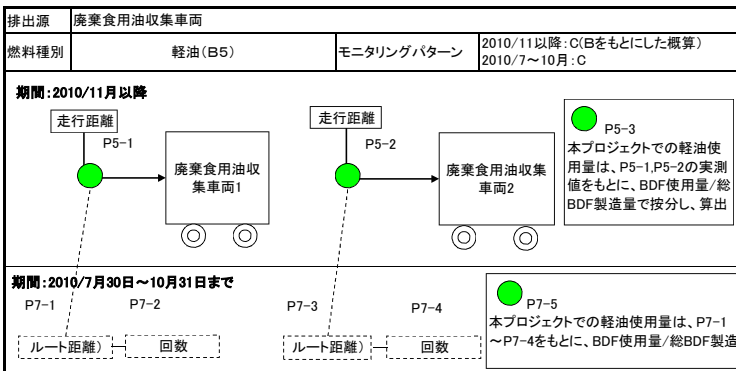 排出源 廃棄食用油収集車両
燃料種別 軽油(B5) モニタリングパターン 2010/11以降:C(Bをもとにした概算)
2010/7～10月:C
期間:2010/11月以降
走行距離
P5-1
廃棄食用油収
集車両1
走行距離
P5-2
廃棄食用油収集
車両2
P5-3
本プロジェクトでの軽油使
用量は、P5-1,P5-2の実測
値をもとに、BDF使用量/総
BDF製造量で按分し、算出
期間:2010/7月30日～10月31日まで
P7-1 P7-2 P7-3 P7-4
ルート距離) 回数 ルート距離) 回数
P7-5
本プロジェクトでの軽油使用量は、P7-1
～P7-4をもとに、BDF使用量/総BDF製造